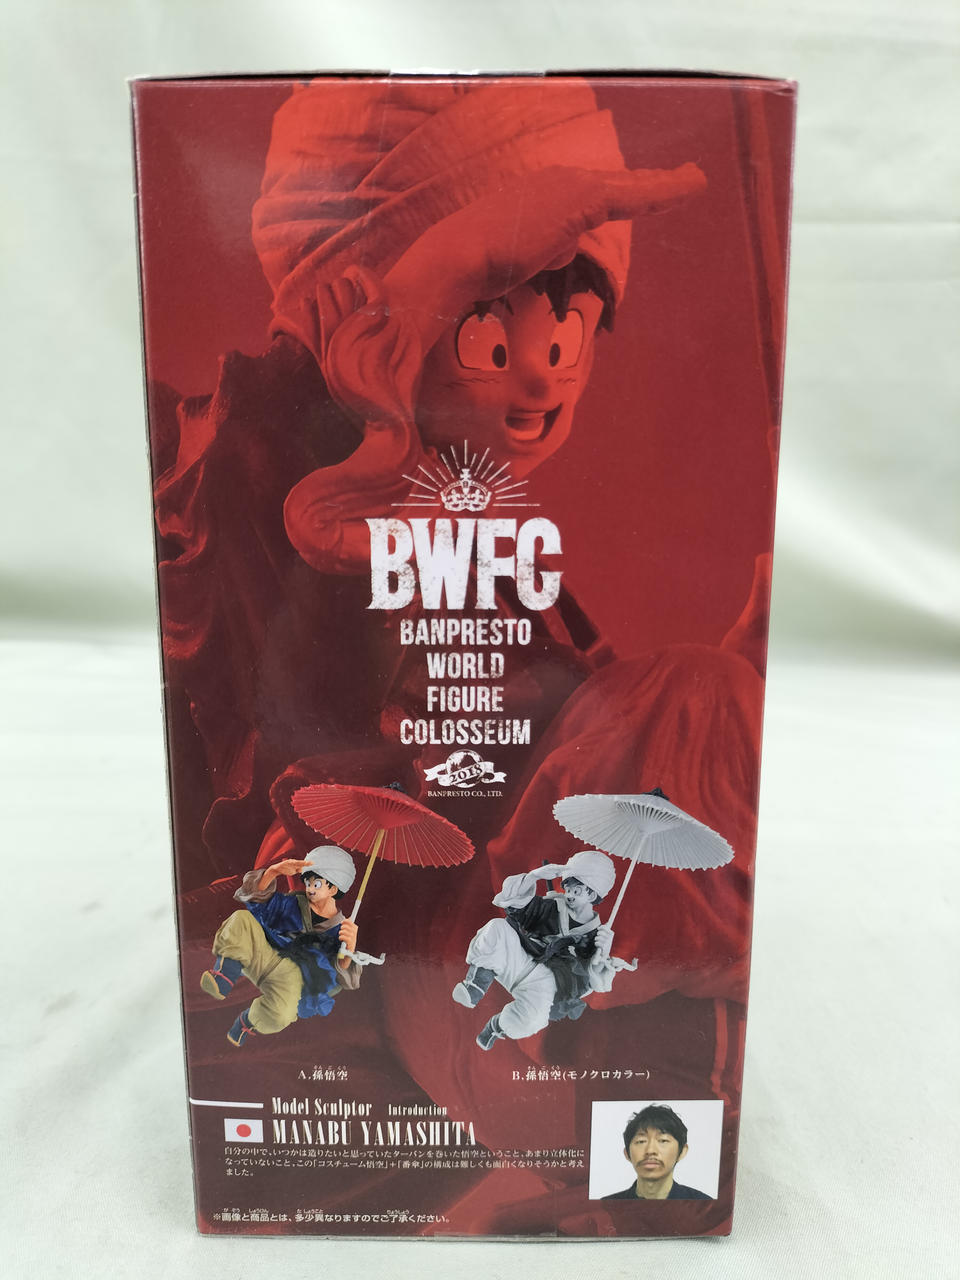 BWFC
BANPRESTO
WORLD
FIGURE
COLOSSEUM
2018
BANPRESTO CO., LTD.
A.孫悟空
B.孫悟空(モノクロカラー)
Model Sculptor Introduction
MANABU YAMASHITA
自分の中で、いつかは造りたいと思っていたターバンを巻いた悟空ということ、あまり立体化に
なっていないこと、この「コスチューム悟空」+「番傘」の構成は難しくも面白くなりそうかと考え
ました。
※画像と商品とは、多少異なりますのでご了承ください。